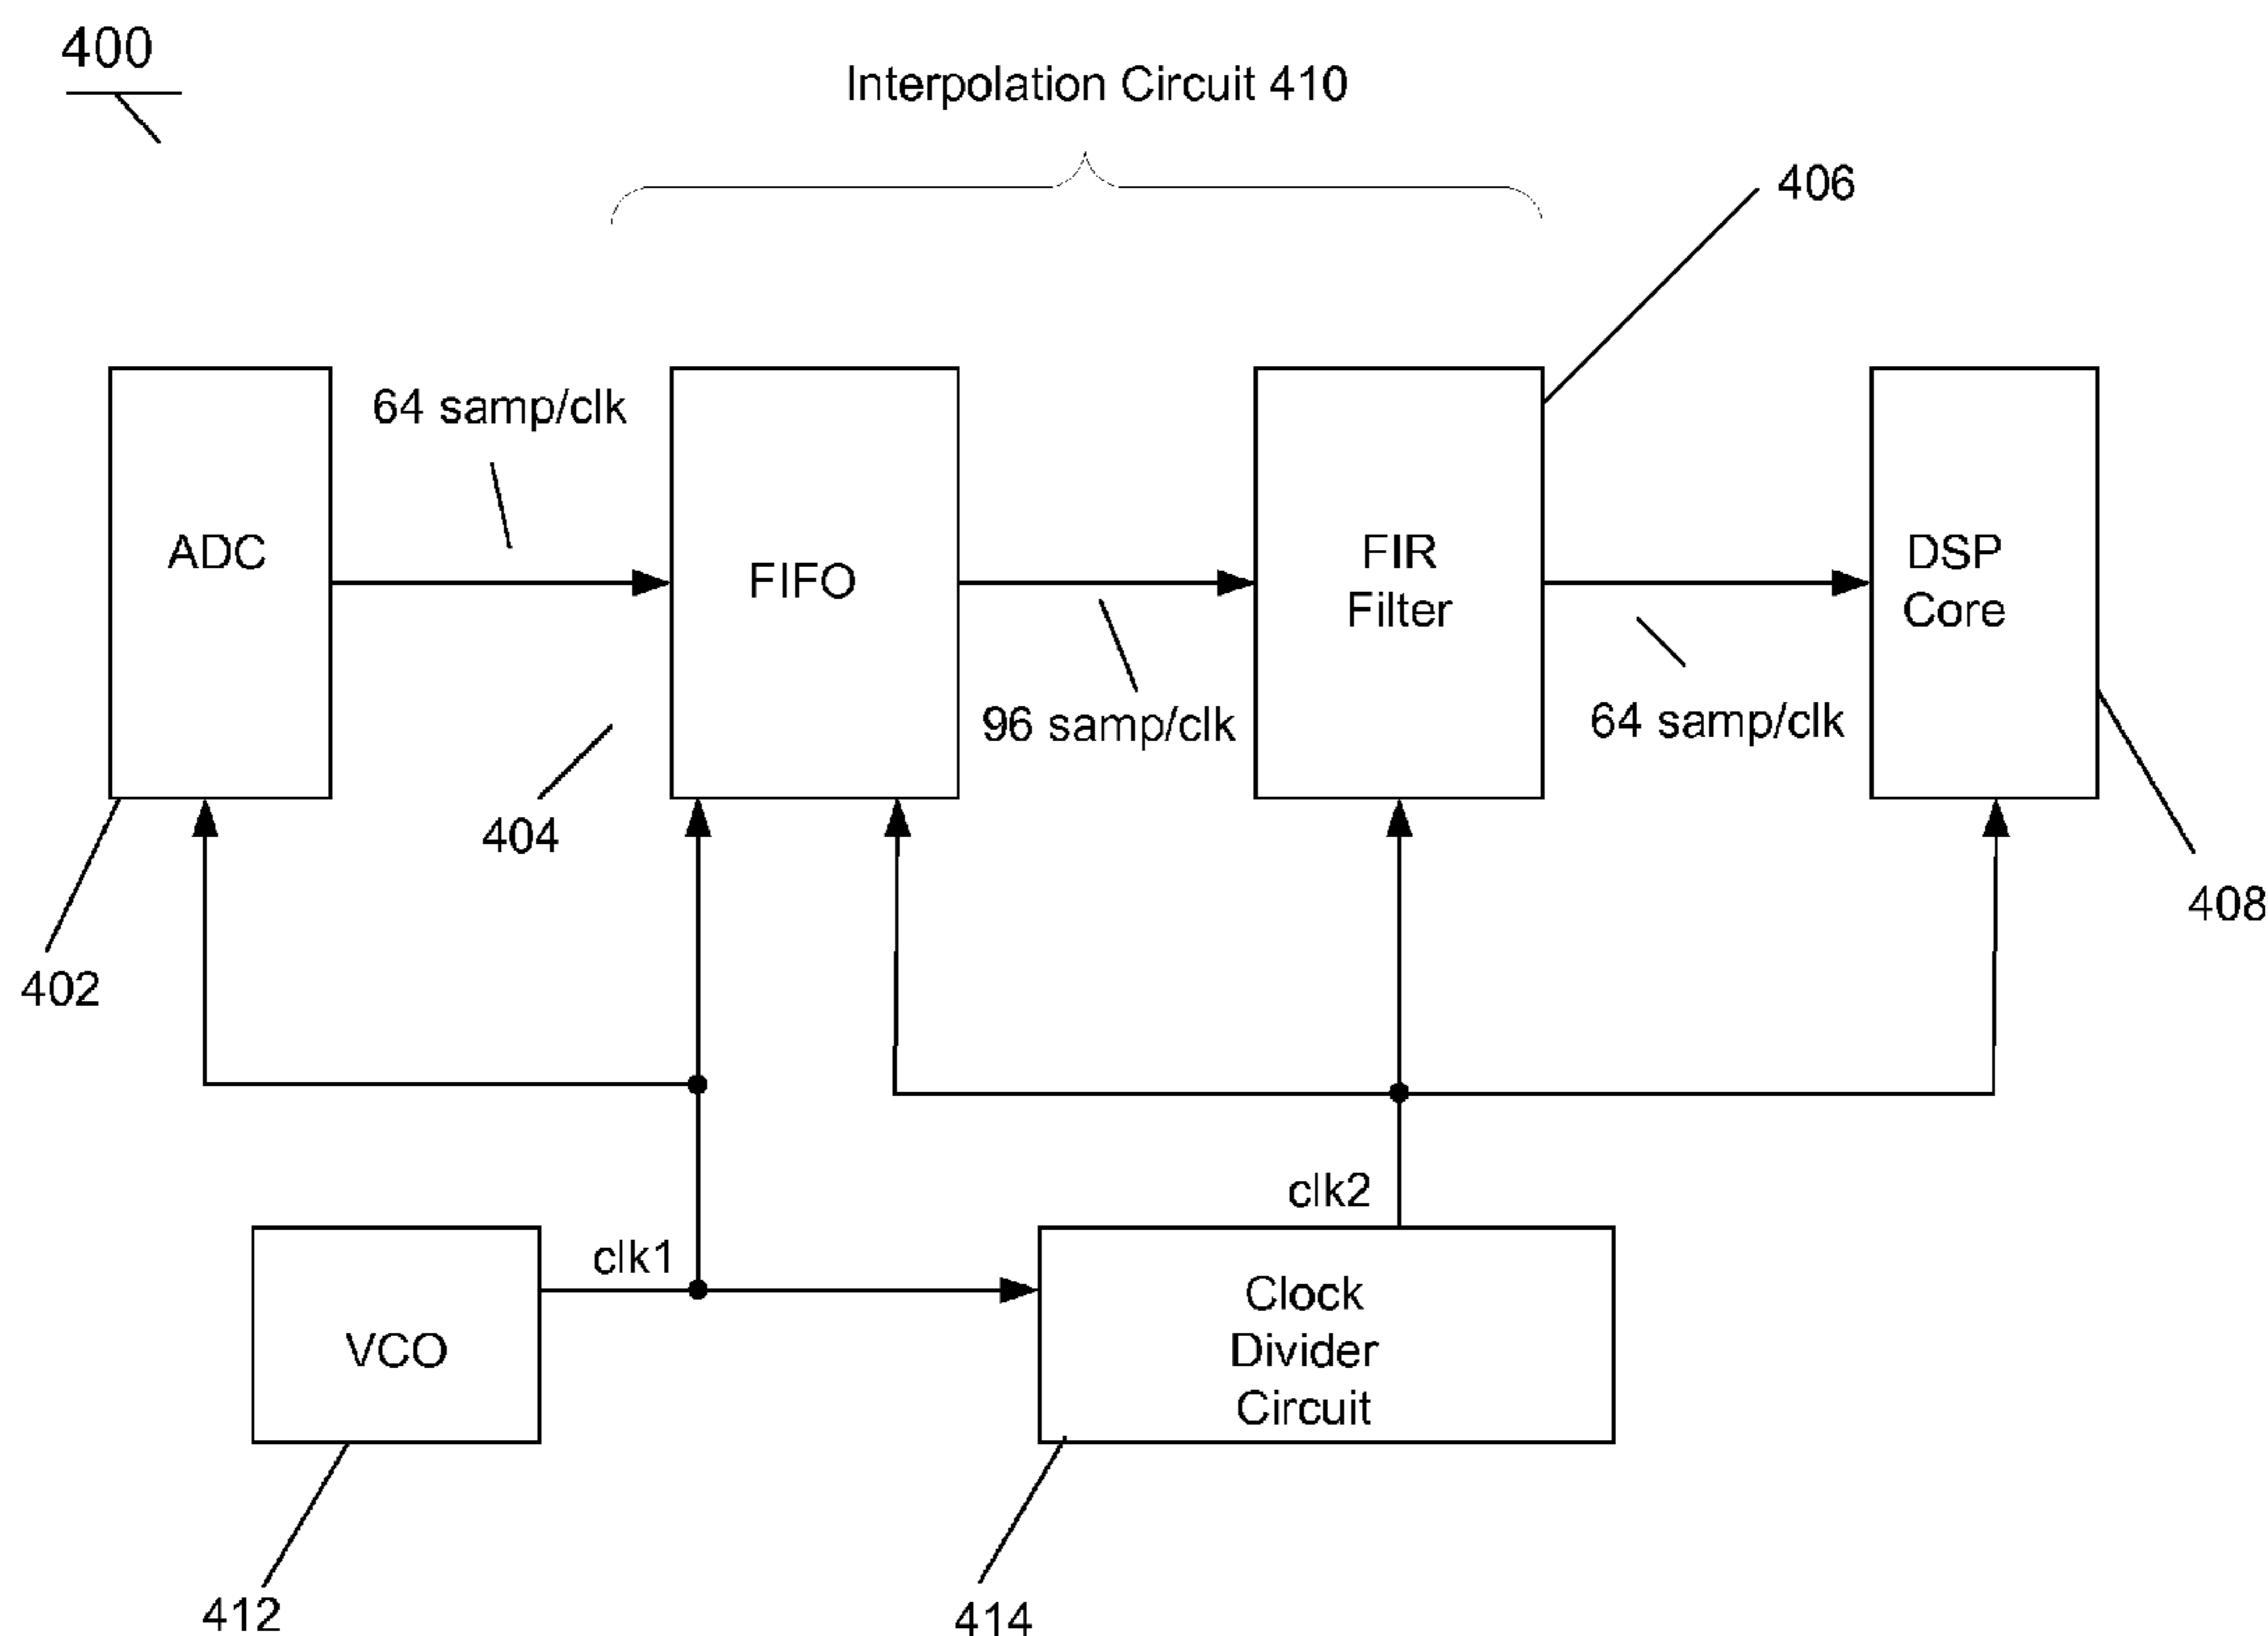 400
Interpolation Circuit 410
406
64 samp/clk
ADC
FIFO
FIR
Filter
DSP
Core
96 samp/clk
64 samp/clk
404
402
408
clk2
clk1
VCO
Clock
Divider
Circuit
412
414